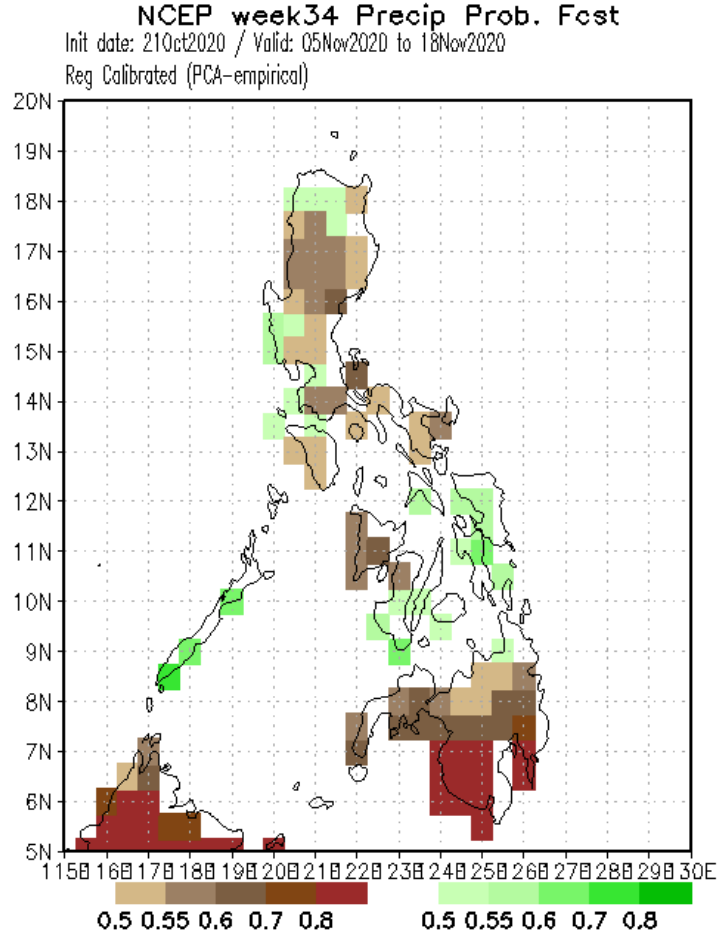 NCEP week34 Precip Prob. Fcst
Init date: 21Oct2020 / Valid: 05Nov2020 to 18Nov2020
Reg Calibrated (PCA-empirical)
20N
19N
18N
17N
16N
15N
14N
13N
12N
11N
10N
9N
8N
7N
6N
5N
115E 116E 117E 118E 119E 120E 121E 122E 123E 124E 125E 126E 127E 128E 129E 130E
0.5 0.55 0.6 0.7 0.8 0.5 0.55 0.6 0.7 0.8